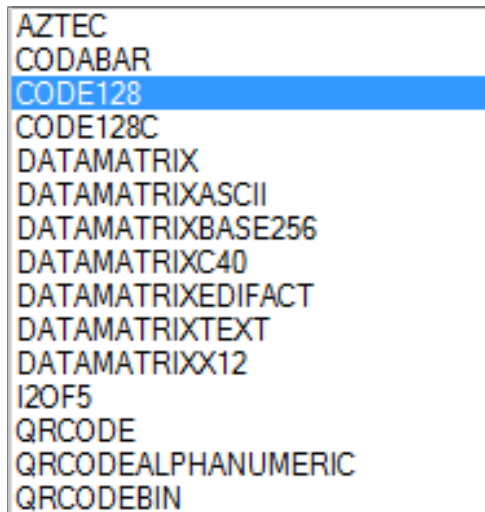 AZTEC
CODABAR
CODE128
CODE128C
DATAMATRIX
DATAMATRIXASCII
DATAMATRIXBASE256
DATAMATRIXC40
DATAMATRIXEDIFACT
DATAMATRIXTEXT
DATAMATRIXX12
I2OF5
QRCODE
QRCODEALPHANUMERIC
QRCODEBIN